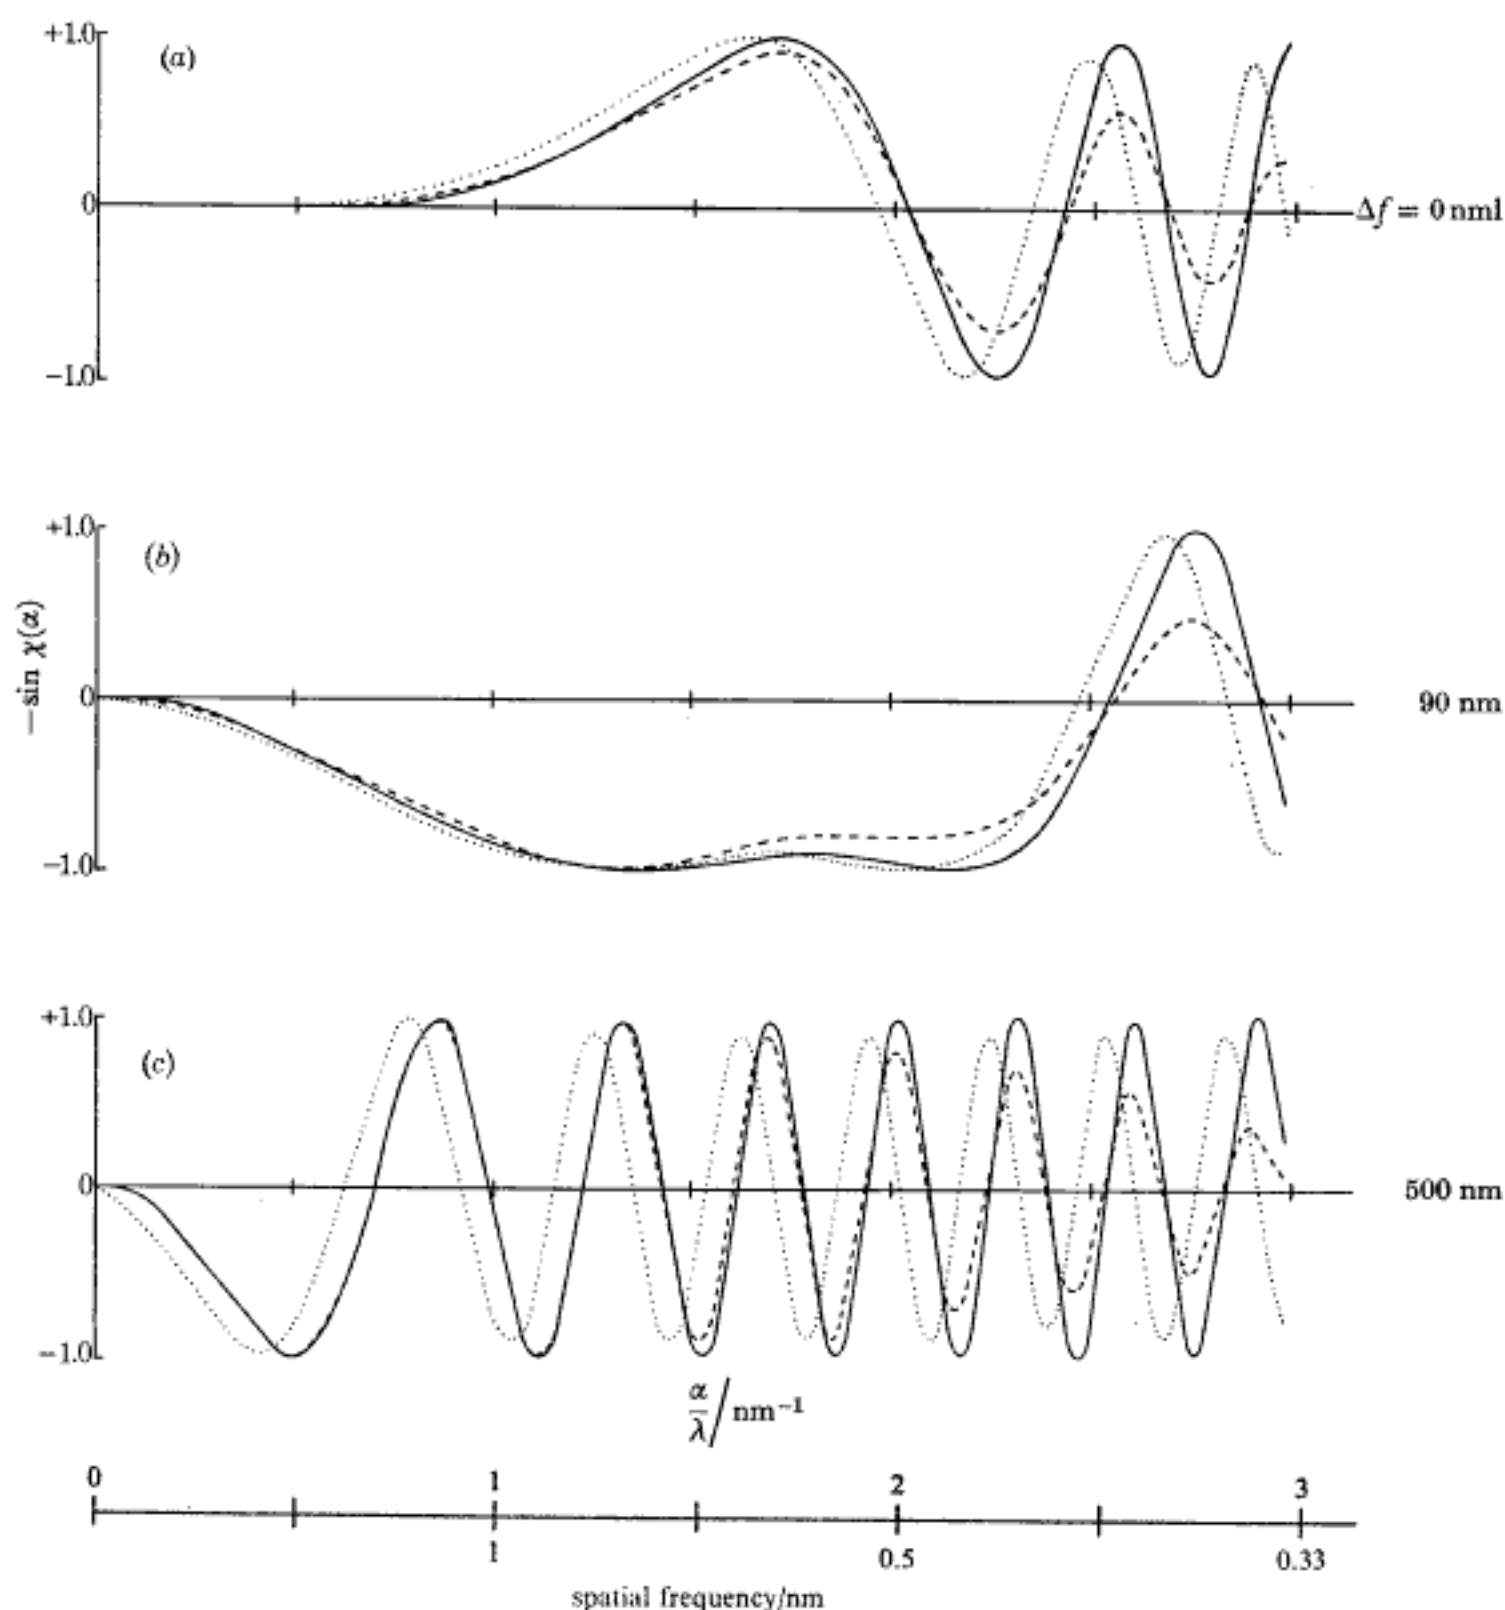 +1.0
(a)
0
Δf = 0 nml
−1.0
+1.0
(b)
−sin χ(α)
0
90 nm
−1.0
+1.0
(c)
0
500 nm
−1.0
α/λ / nm⁻¹
0 1 2 3
1 0.5 0.33
spatial frequency/nm